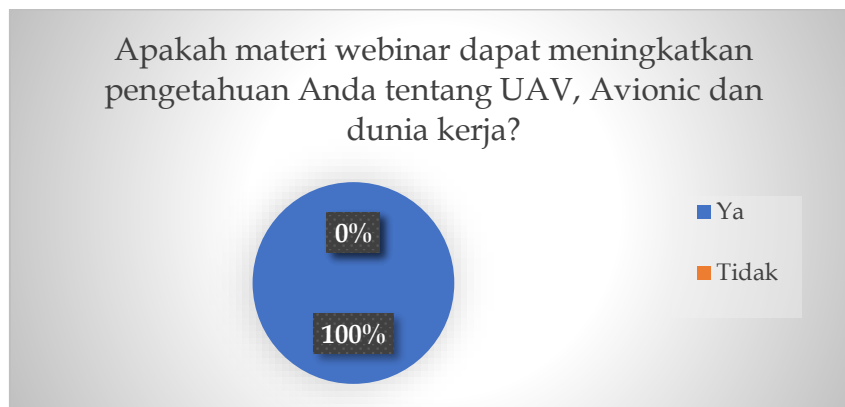 Apakah materi webinar dapat meningkatkan
pengetahuan Anda tentang UAV, Avionic dan
dunia kerja?
0%
100%
Ya
Tidak